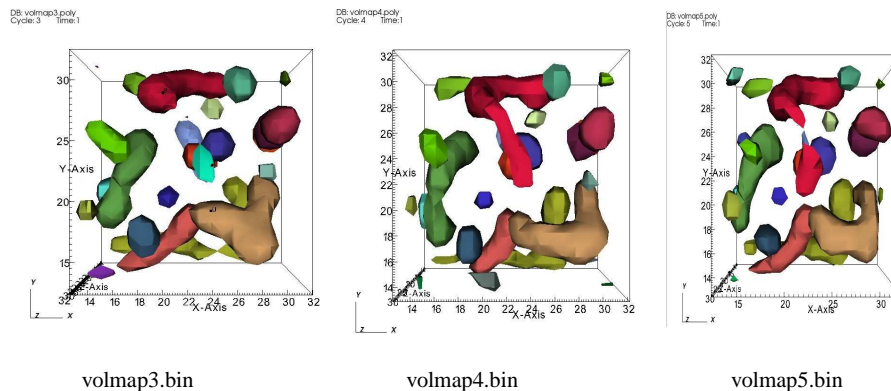 DB: volmap3.poly
Cycle: 3 Time:1
DB: volmap4.poly
Cycle: 4 Time:1
DB: volmap5.poly
Cycle: 5 Time:1
30
25
Y-Axis
20
15
14 16 18 20 22 24 26 28 30 32
X-Axis
Z-Axis
Y
Z X
32
30
28
26
24
Y-Axis
22
20
18
16
14
14 16 18 20 22 24 26 28 30 32
X-Axis
Z-Axis
Y
Z X
32
30
28
26
24
Y-Axis
22
20
18
16
15 20 25 30
X-Axis
Z-Axis
Y
Z X
volmap3.bin volmap4.bin volmap5.bin